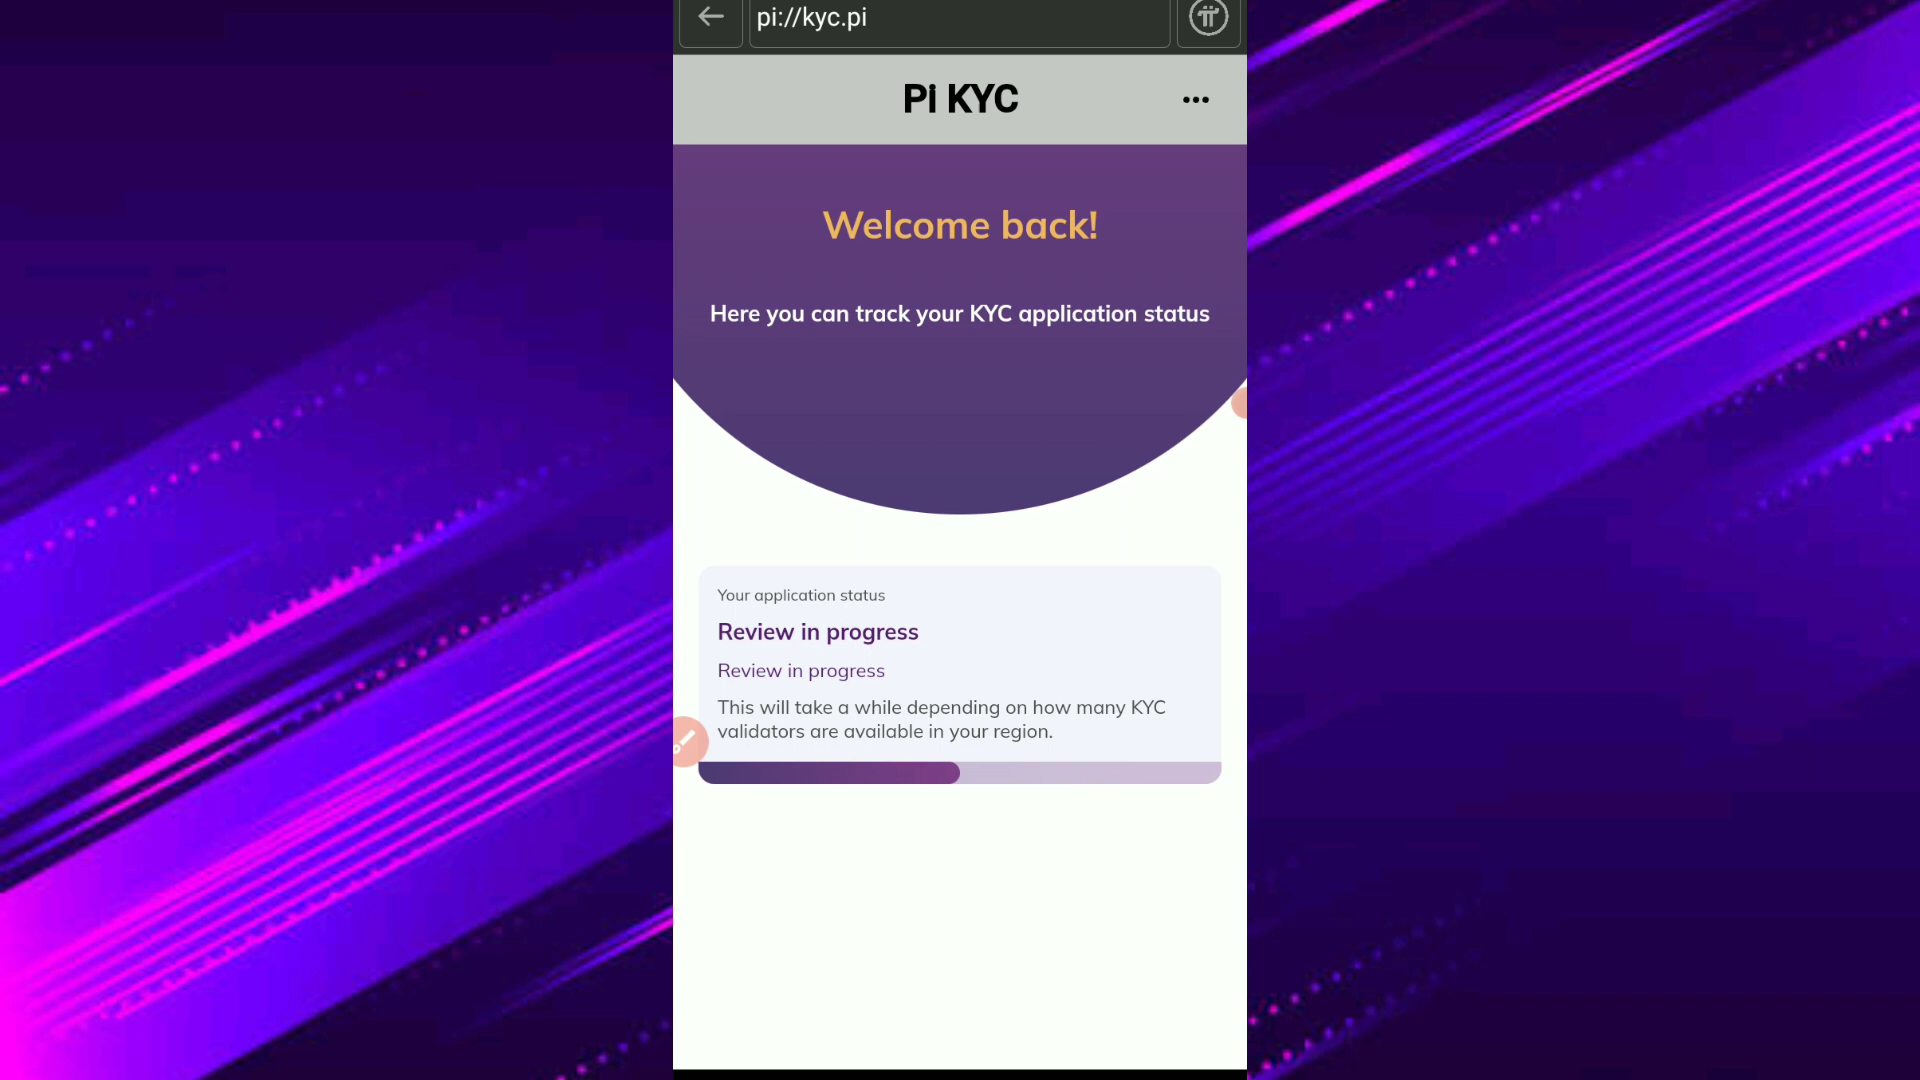 pi://kyc.pi
Pi KYC
Welcome back!
Here you can track your KYC application status
Your application status
Review in progress
Review in progress
This will take a while depending on how many KYC
validators are available in your region.